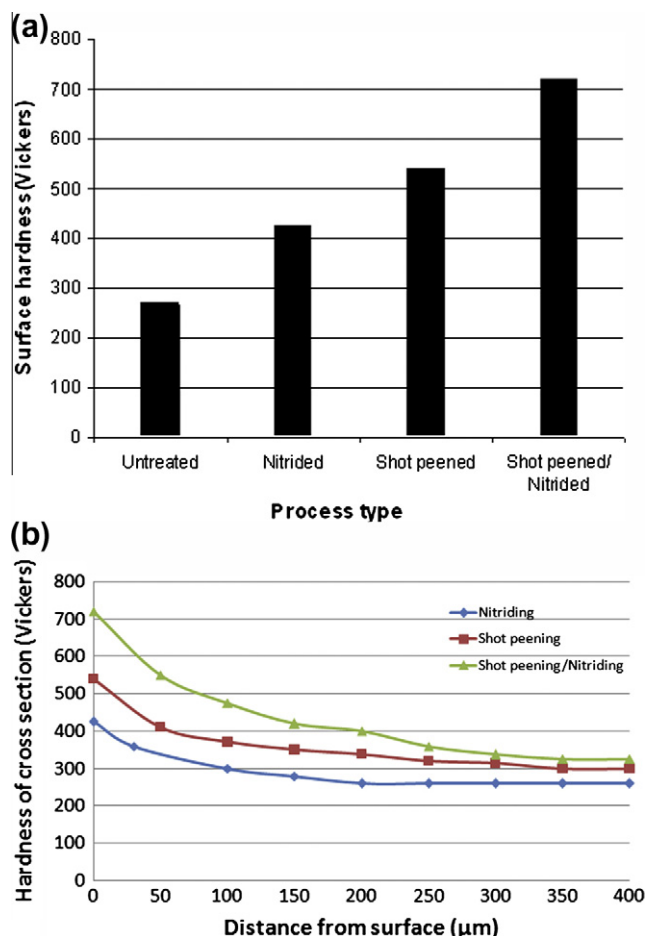 (a)
Surface hardness (Vickers)
800
700
600
500
400
300
200
100
0
Untreated
Nitrided
Shot peened
Shot peened/
Nitrided
Process type
(b)
Hardness of cross section (Vickers)
800
700
600
500
400
300
200
100
0
Nitriding
Shot peening
Shot peening/Nitriding
0 50 100 150 200 250 300 350 400
Distance from surface (µm)